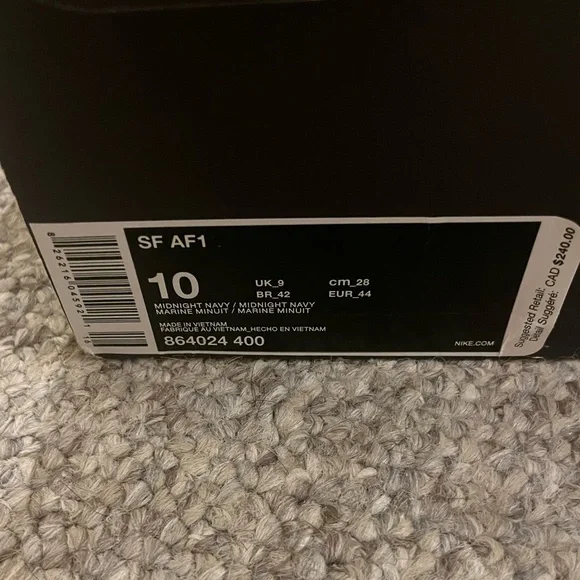 SF AF1
10
UK_9
cm_28
BR_42
EUR_44
MIDNIGHT NAVY / MIDNIGHT NAVY
MARINE MINUIT / MARINE MINUIT
MADE IN VIETNAM
FABRIQUE AU VIETNAM_HECHO EN VIETNAM
864024 400
NIKE.COM
Suggested Retail:
Détail Suggéré: CAD $240.00